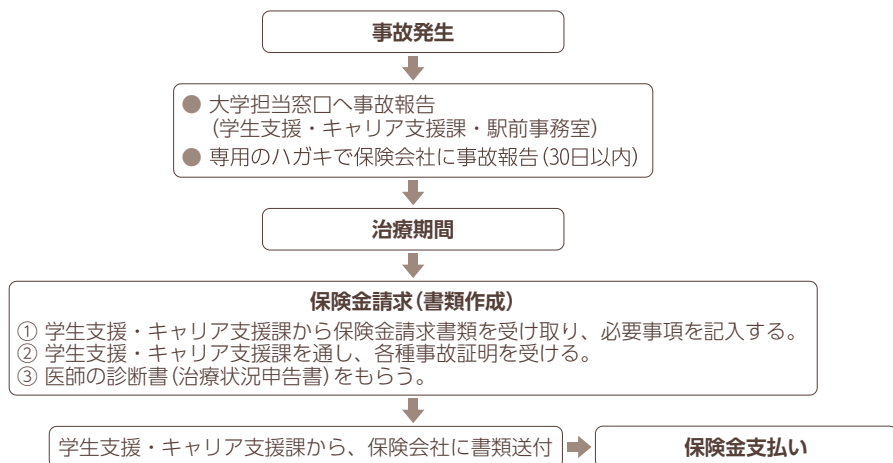 事故発生
● 大学担当窓口へ事故報告
(学生支援・キャリア支援課・駅前事務室)
● 専用のハガキで保険会社に事故報告(30日以内)
治療期間
保険金請求(書類作成)
① 学生支援・キャリア支援課から保険金請求書類を受け取り、必要事項を記入する。
② 学生支援・キャリア支援課を通し、各種事故証明を受ける。
③ 医師の診断書(治療状況申告書)をもらう。
学生支援・キャリア支援課から、保険会社に書類送付
保険金支払い